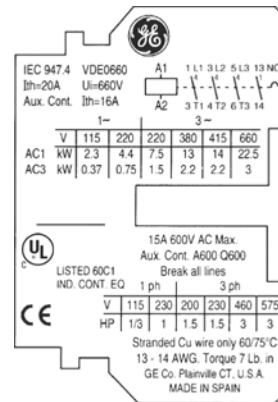 GE
IEC 947.4 VDE0660
Ith=20A Ui=660V
Aux. Cont. Ith=16A
A1 1 L1 3 L2 5 L3 13 NO
A2 2 T1 4 T2 6 T3 14
1~ 3~
V 115 220 220 380 415 660
AC1 kW 2.3 4.4 7.5 13 14 22.5
AC3 kW 0.37 0.75 1.5 2.2 2.2 3
UL
C
15A 600V AC Max.
Aux. Cont. A600 Q600
Break all lines
LISTED 60C1
IND. CONT. EQ
1 ph 3 ph
CE
V 115 230 200 230 460 575
HP 1/3 1 1.5 1.5 3 3
Stranded Cu wire only 60/75°C
13 - 14 AWG. Torque 7 Lb. in
GE Co. Plainville CT. U.S.A.
MADE IN SPAIN